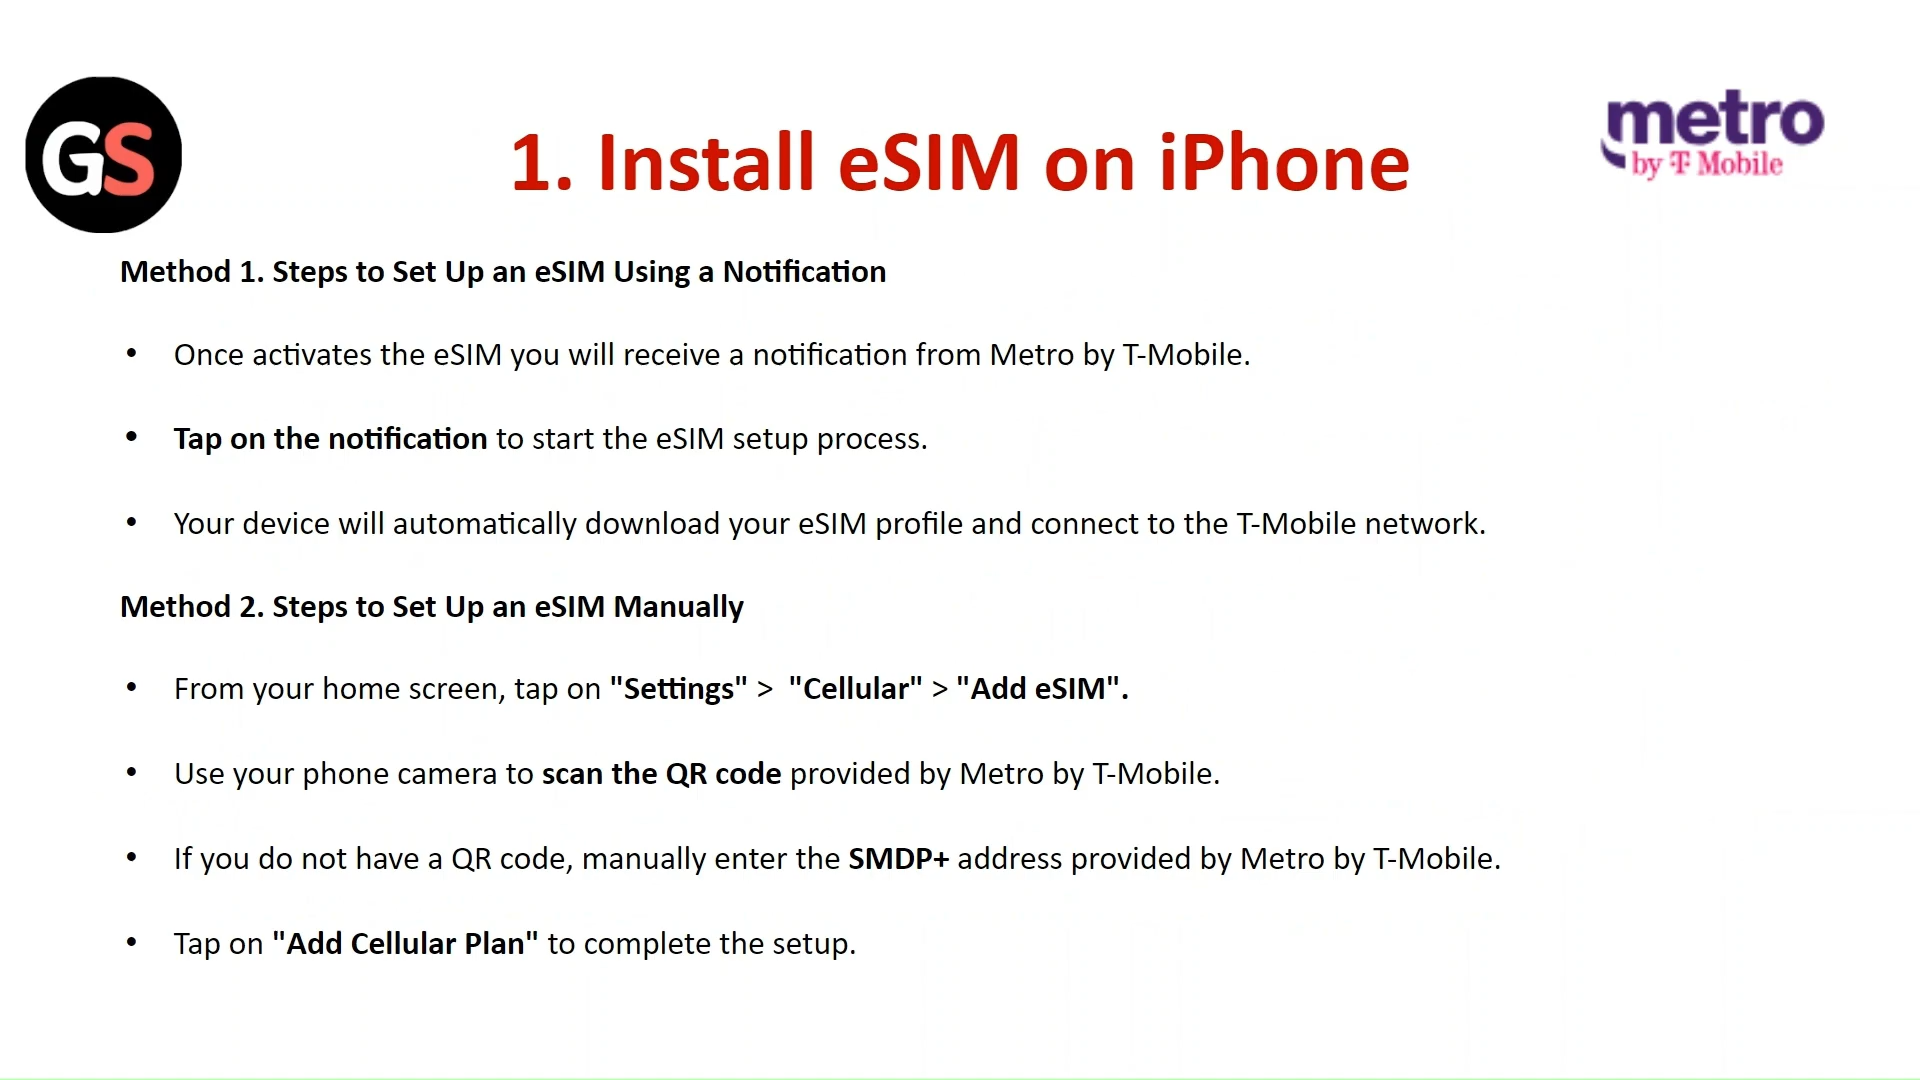 GS
1. Install eSIM on iPhone
metro
by T Mobile
Method 1. Steps to Set Up an eSIM Using a Notification
• Once activates the eSIM you will receive a notification from Metro by T-Mobile.
• Tap on the notification to start the eSIM setup process.
• Your device will automatically download your eSIM profile and connect to the T-Mobile network.
Method 2. Steps to Set Up an eSIM Manually
• From your home screen, tap on "Settings" > "Cellular" > "Add eSIM".
• Use your phone camera to scan the QR code provided by Metro by T-Mobile.
• If you do not have a QR code, manually enter the SMDP+ address provided by Metro by T-Mobile.
• Tap on "Add Cellular Plan" to complete the setup.